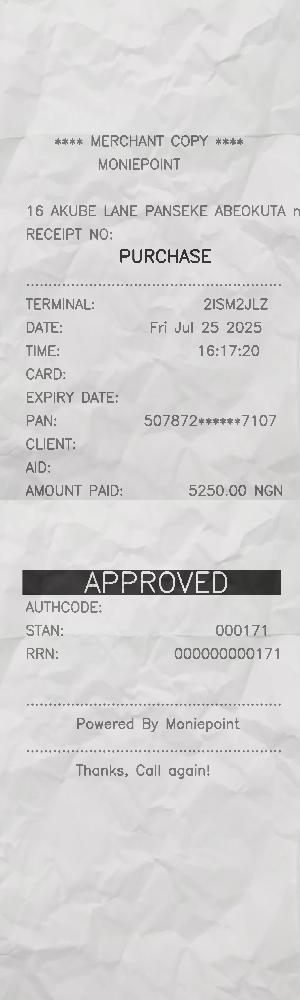 **** MERCHANT COPY ****
MONIEPOINT
16 AKUBE LANE PANSEKE ABEOKUTA n
RECEIPT NO:
PURCHASE
TERMINAL: 2ISM2JLZ
DATE: Fri Jul 25 2025
TIME: 16:17:20
CARD:
EXPIRY DATE:
PAN: 507872******7107
CLIENT:
AID:
AMOUNT PAID: 5250.00 NGN
APPROVED
AUTHCODE:
STAN: 000171
RRN: 000000000171
Powered By Moniepoint
Thanks, Call again!